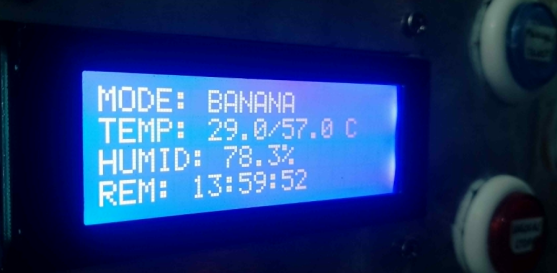 MODE: BANANA
TEMP: 29.0/57.0 C
HUMID: 78.3%
REM: 13:59:52